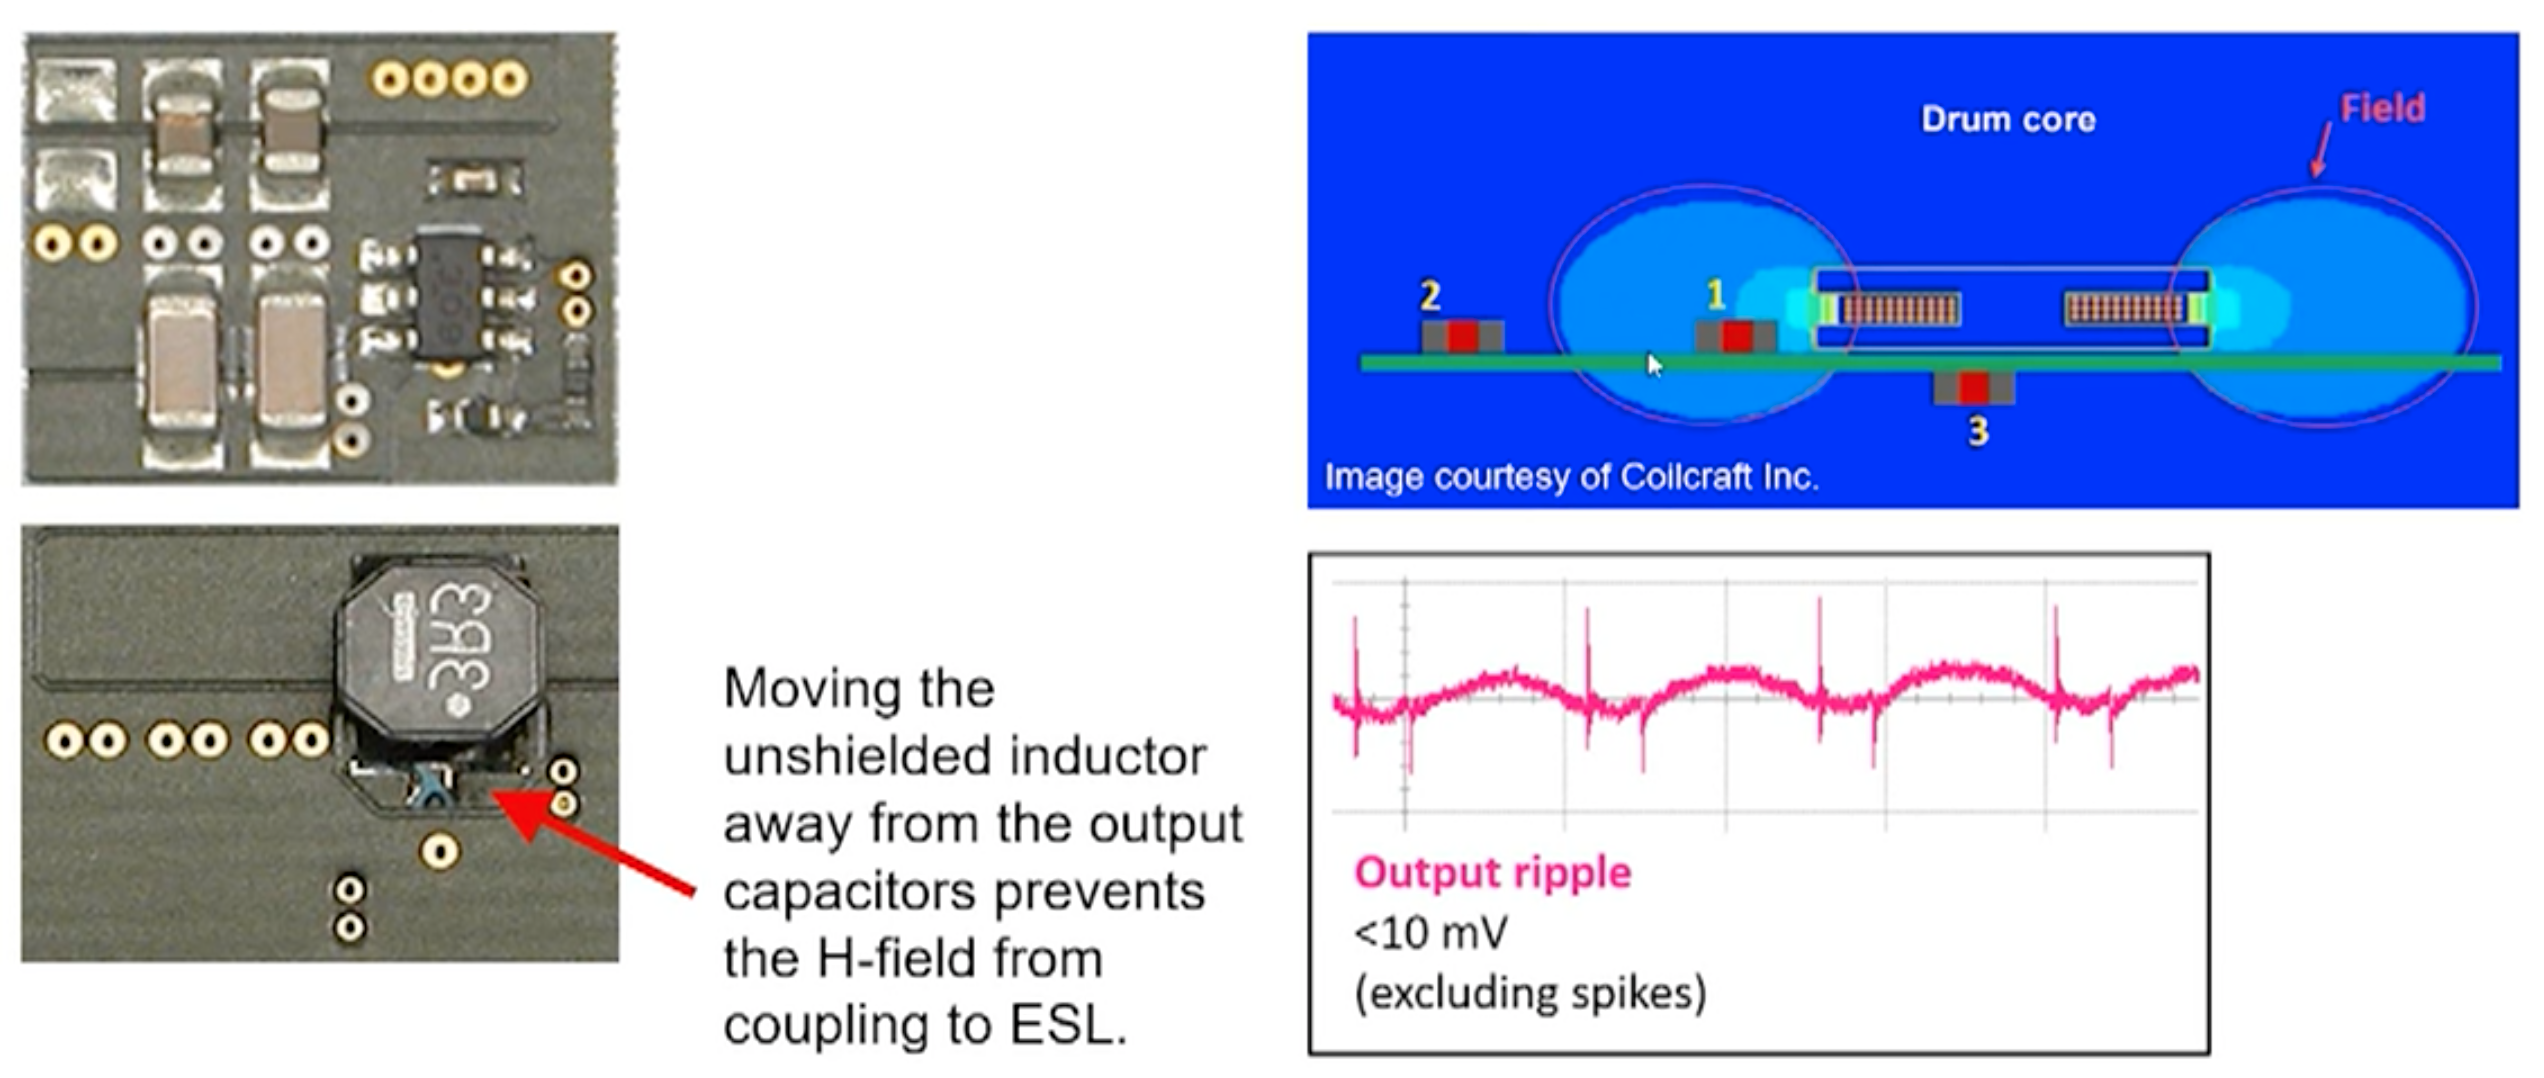 Drum core
Field
2
1
3
Image courtesy of Coilcraft Inc.
3R3
Moving the
unshielded inductor
away from the output
capacitors prevents
the H-field from
coupling to ESL.
Output ripple
<10 mV
(excluding spikes)